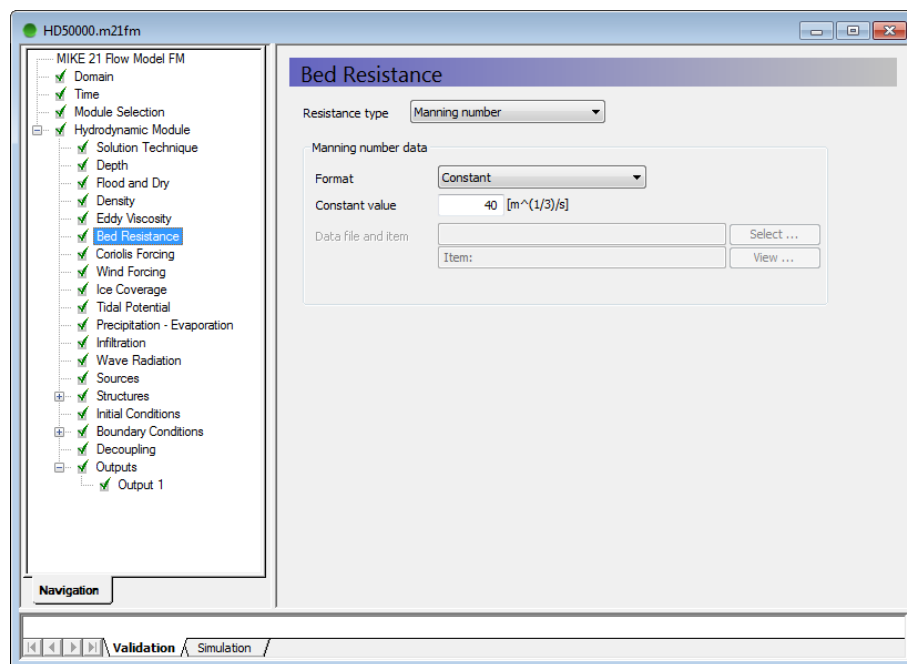 HD50000.m21fm
MIKE 21 Flow Model FM
Domain
Time
Module Selection
Hydrodynamic Module
Solution Technique
Depth
Flood and Dry
Density
Eddy Viscosity
Bed Resistance
Coriolis Forcing
Wind Forcing
Ice Coverage
Tidal Potential
Precipitation - Evaporation
Infiltration
Wave Radiation
Sources
Structures
Initial Conditions
Boundary Conditions
Decoupling
Outputs
Output 1
Navigation
Bed Resistance
Resistance type Manning number
Manning number data
Format Constant
Constant value 40 [m^(1/3)/s]
Data file and item Select ...
Item: View ...
Validation Simulation